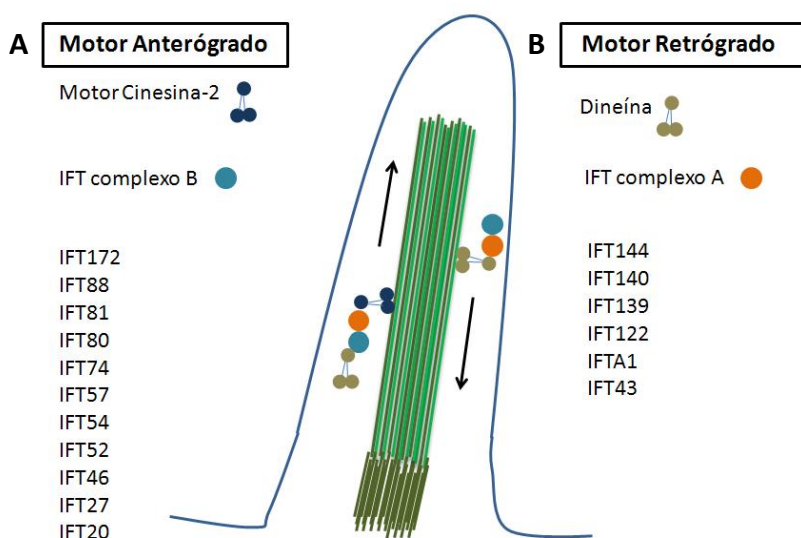 A Motor Anterógrado
Motor Cinesina-2
IFT complexo B
IFT172
IFT88
IFT81
IFT80
IFT74
IFT57
IFT54
IFT52
IFT46
IFT27
IFT20
B Motor Retrógrado
Dineína
IFT complexo A
IFT144
IFT140
IFT139
IFT122
IFTA1
IFT43